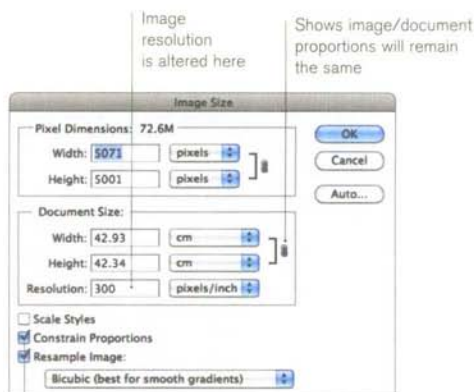 Image
resolution
is altered here
Shows image/document
proportions will remain
the same
Image Size
Pixel Dimensions: 72.6M
Width: 5071 pixels
Height: 5001 pixels
OK
Cancel
Auto...
Document Size:
Width: 42.93 cm
Height: 42.34 cm
Resolution: 300 pixels/inch
Scale Styles
Constrain Proportions
Resample Image:
Bicubic (best for smooth gradients)